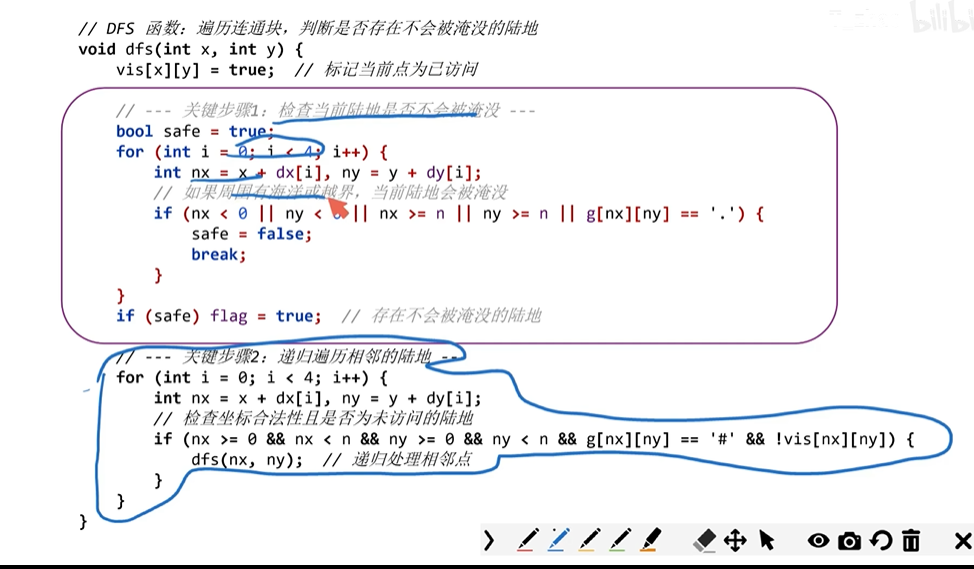 bilibili
// DFS 函数: 遍历连通块, 判断是否存在不会被淹没的陆地
void dfs(int x, int y) {
vis[x][y] = true; // 标记当前点为已访问
// --- 关键步骤1: 检查当前陆地是否不会被淹没 ---
bool safe = true;
for (int i = 0; i < 4; i++) {
int nx = x + dx[i], ny = y + dy[i];
// 如果周围有海洋或越界, 当前陆地会被淹没
if (nx < 0 || ny < 0 || nx >= n || ny >= n || g[nx][ny] == '.') {
safe = false;
break;
}
}
if (safe) flag = true; // 存在不会被淹没的陆地
// --- 关键步骤2: 递归遍历相邻的陆地 --
for (int i = 0; i < 4; i++) {
int nx = x + dx[i], ny = y + dy[i];
// 检查坐标合法性且是否为未访问的陆地
if (nx >= 0 && nx < n && ny >= 0 && ny < n && g[nx][ny] == '#' && !vis[nx][ny]) {
dfs(nx, ny); // 递归处理相邻点
}
}
}